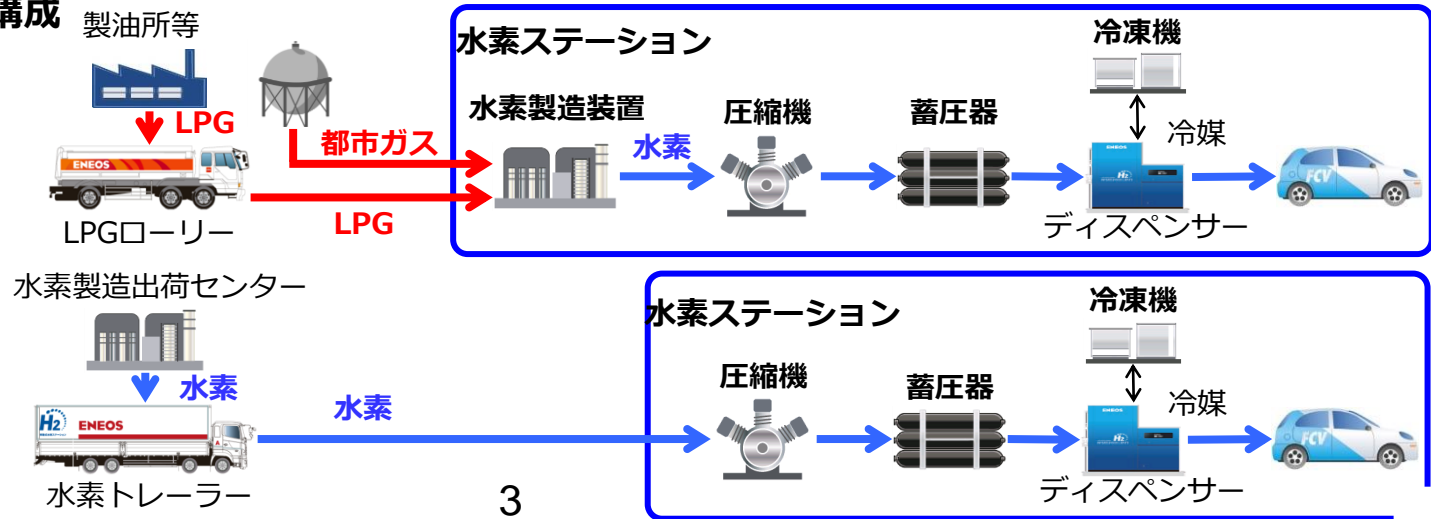 構成
製油所等
LPG
ENEOS
LPGローリー
都市ガス
LPG
水素ステーション
水素製造装置
水素
圧縮機
蓄圧器
冷凍機
冷媒
ENEOS
H2
ディスペンサー
FCV
水素製造出荷センター
水素
H2
ENEOS
水素トレーラー
水素
水素ステーション
圧縮機
蓄圧器
冷凍機
冷媒
ENEOS
H2
ディスペンサー
FCV
3